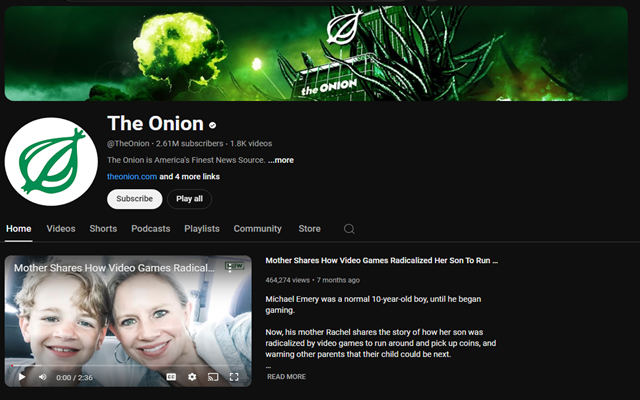 the ONION
The Onion
@TheOnion • 2.61M subscribers • 1.8K videos
The Onion is America's Finest News Source. ...more
theonion.com and 4 more links
Subscribe
Play all
Home
Videos
Shorts
Podcasts
Playlists
Community
Store
Mother Shares How Video Games Radical...
0:00 / 2:36
Mother Shares How Video Games Radicalized Her Son To Run ...
464,274 views • 7 months ago
Michael Emery was a normal 10-year-old boy, until he began
gaming.
Now, his mother Rachel shares the story of how her son was
radicalized by video games to run around and pick up coins, and
warning other parents that their child could be next.
...
READ MORE